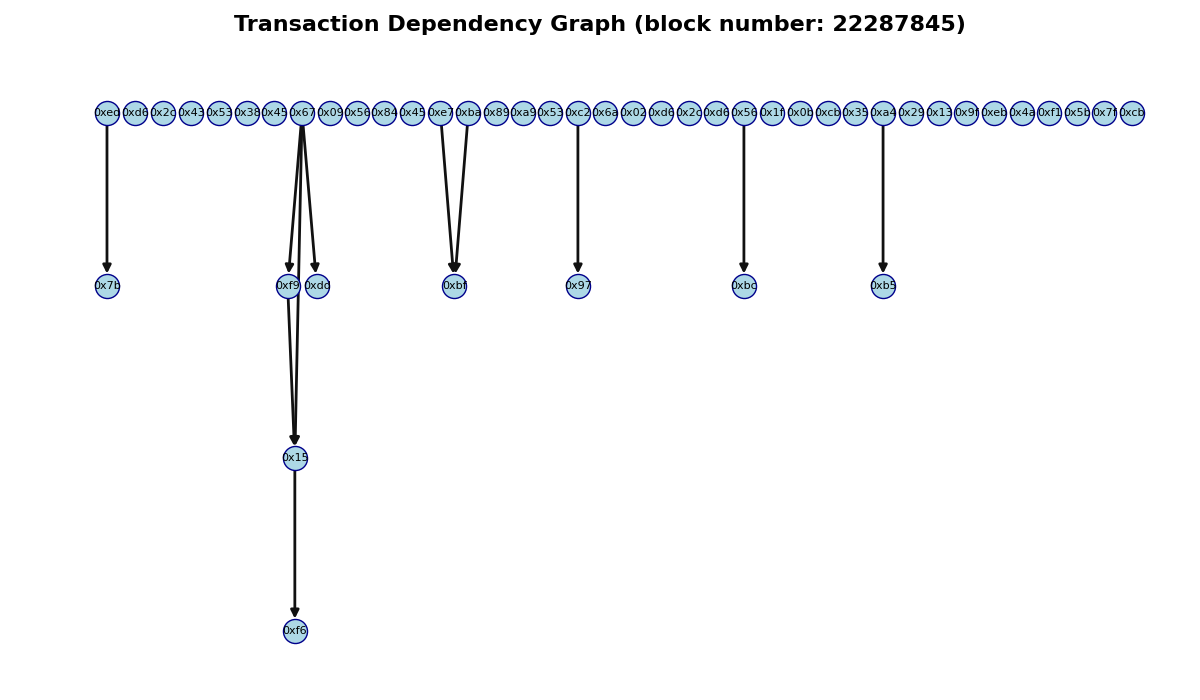 Transaction Dependency Graph (block number: 22287845)
0xed 0xd6 0x2c 0x43 0x53 0x38 0x45 0x67 0x09 0x56 0x84 0x45 0xe7 0xba 0x89 0xa9 0x53 0xc2 0x6a 0x02 0xd6 0x2c 0xd6 0x56 0x1f 0x0b 0xcb 0x35 0xa4 0x29 0x13 0x9f 0xeb 0x4a 0xf1 0x5b 0x7f 0xcb
0x7b 0xf9 0xdd 0xbf 0x97 0xbc 0xb5
0x15
0xf6